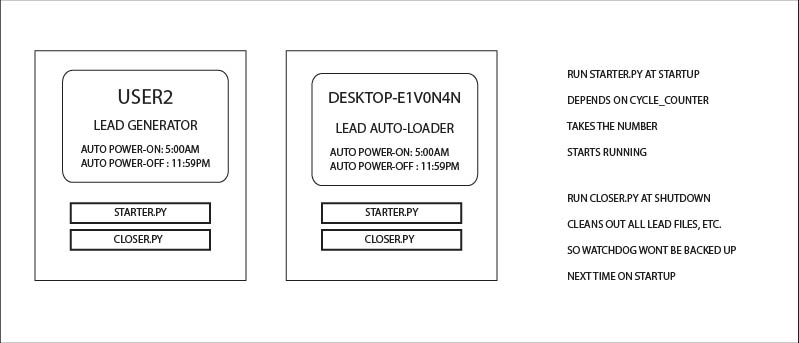 USER2
LEAD GENERATOR
AUTO POWER-ON: 5:00AM
AUTO POWER-OFF : 11:59PM
STARTER.PY
CLOSER.PY
DESKTOP-E1V0N4N
LEAD AUTO-LOADER
AUTO POWER-ON: 5:00AM
AUTO POWER-OFF : 11:59PM
STARTER.PY
CLOSER.PY
RUN STARTER.PY AT STARTUP
DEPENDS ON CYCLE_COUNTER
TAKES THE NUMBER
STARTS RUNNING
RUN CLOSER.PY AT SHUTDOWN
CLEANS OUT ALL LEAD FILES, ETC.
SO WATCHDOG WONT BE BACKED UP
NEXT TIME ON STARTUP